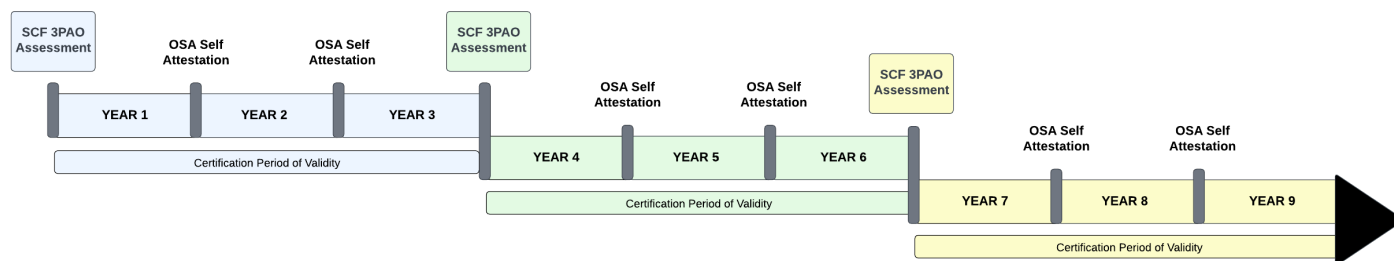 SCF 3PAO
Assessment
OSA Self
Attestation
OSA Self
Attestation
YEAR 1
YEAR 2
YEAR 3
Certification Period of Validity
SCF 3PAO
Assessment
OSA Self
Attestation
OSA Self
Attestation
YEAR 4
YEAR 5
YEAR 6
Certification Period of Validity
SCF 3PAO
Assessment
OSA Self
Attestation
OSA Self
Attestation
YEAR 7
YEAR 8
YEAR 9
Certification Period of Validity